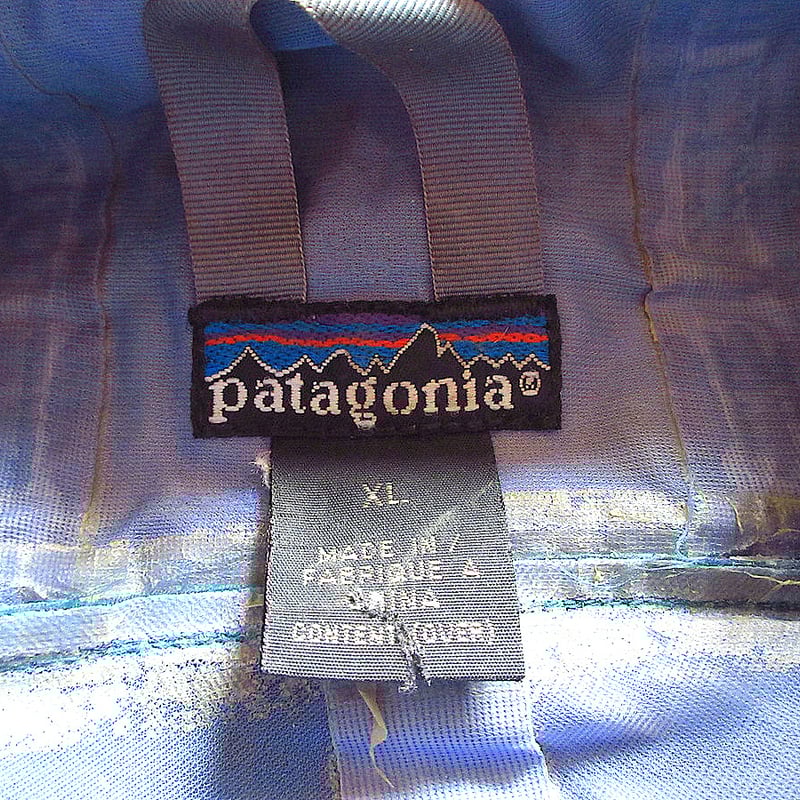 patagonia®
XL
MADE IN /
FABRIQUE A
CHINA
CONTENT (OVER)